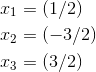 x₁ = (1/2)
x₂ = (−3/2)
x₃ = (3/2)